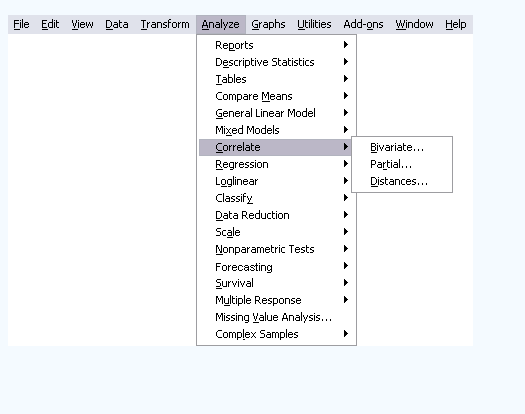 File Edit View Data Transform Analyze Graphs Utilities Add-ons Window Help
Reports
Descriptive Statistics
Tables
Compare Means
General Linear Model
Mixed Models
Correlate
Bivariate...
Partial...
Distances...
Regression
Loglinear
Classify
Data Reduction
Scale
Nonparametric Tests
Forecasting
Survival
Multiple Response
Missing Value Analysis...
Complex Samples